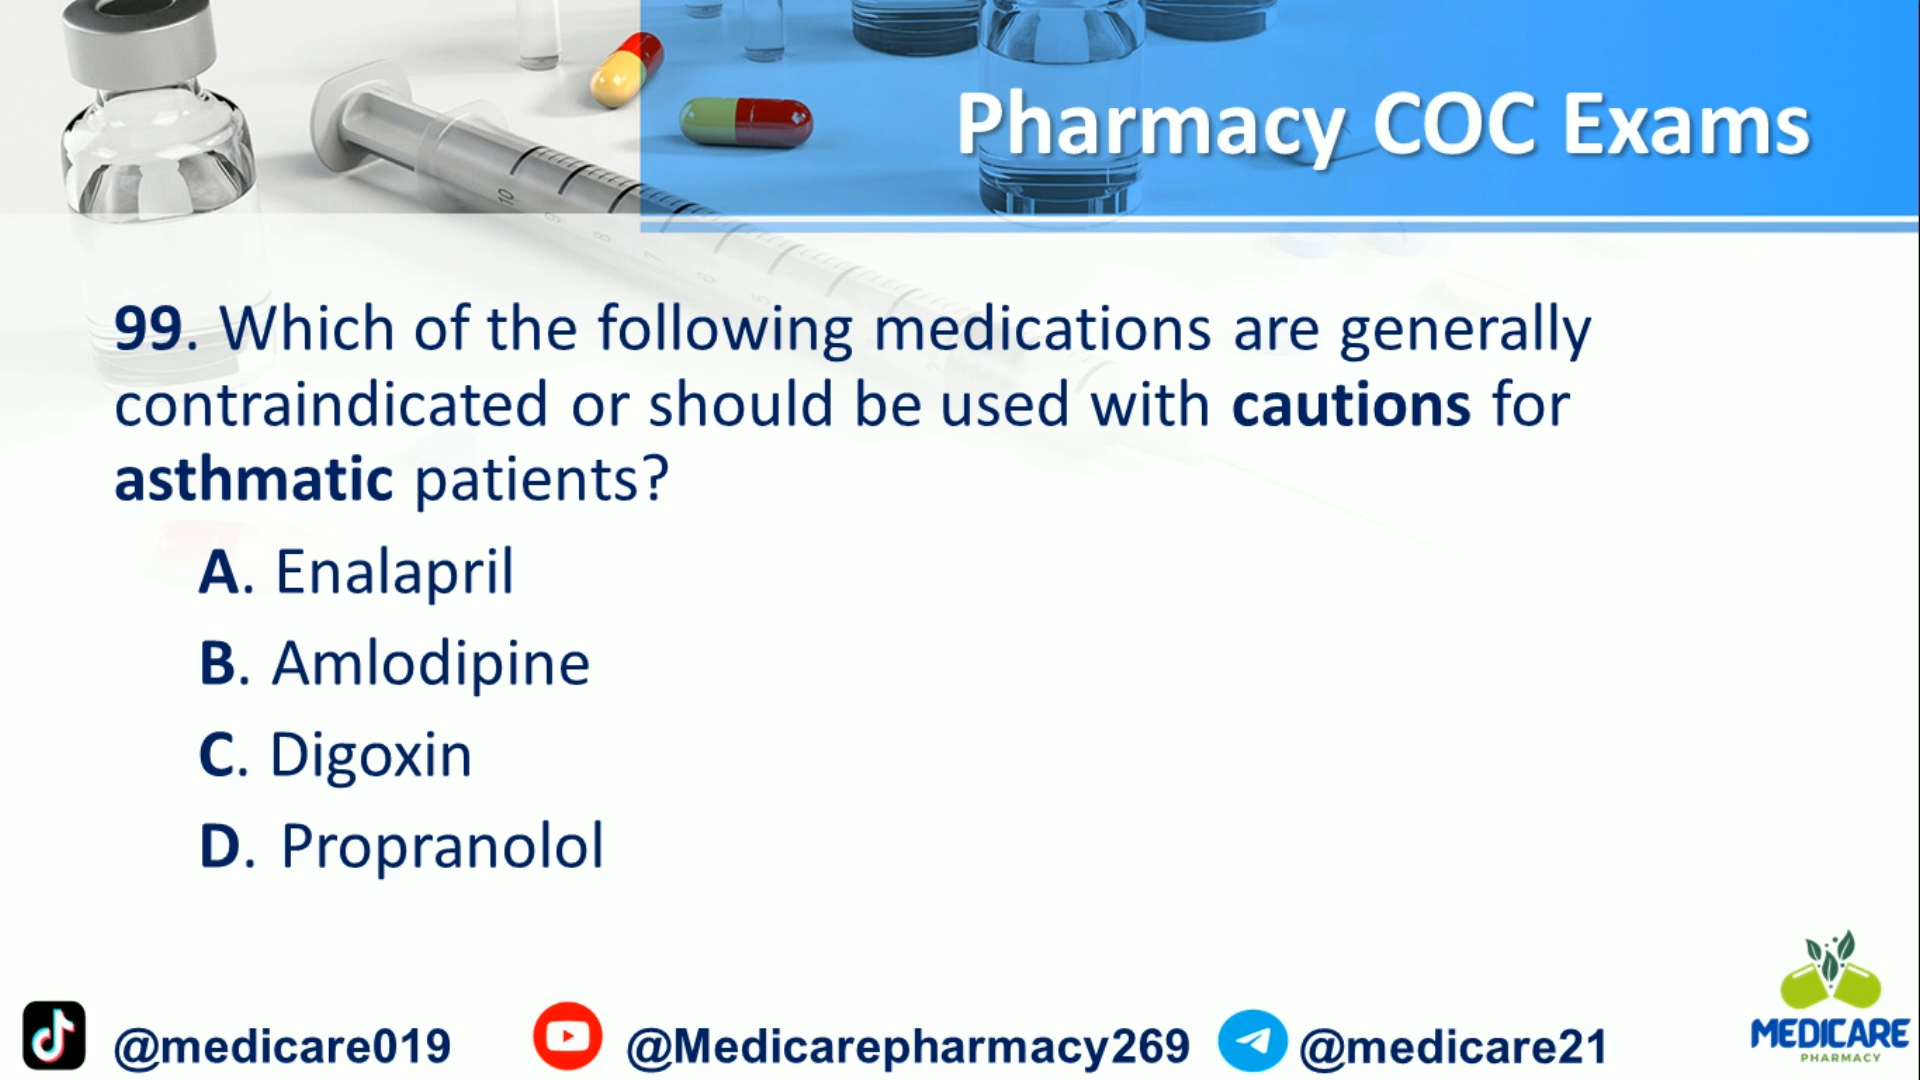 Pharmacy COC Exams
99. Which of the following medications are generally
contraindicated or should be used with cautions for
asthmatic patients?
A. Enalapril
B. Amlodipine
C. Digoxin
D. Propranolol
@medicare019
@Medicarepharmacy269
@medicare21
MEDICARE
PHARMACY